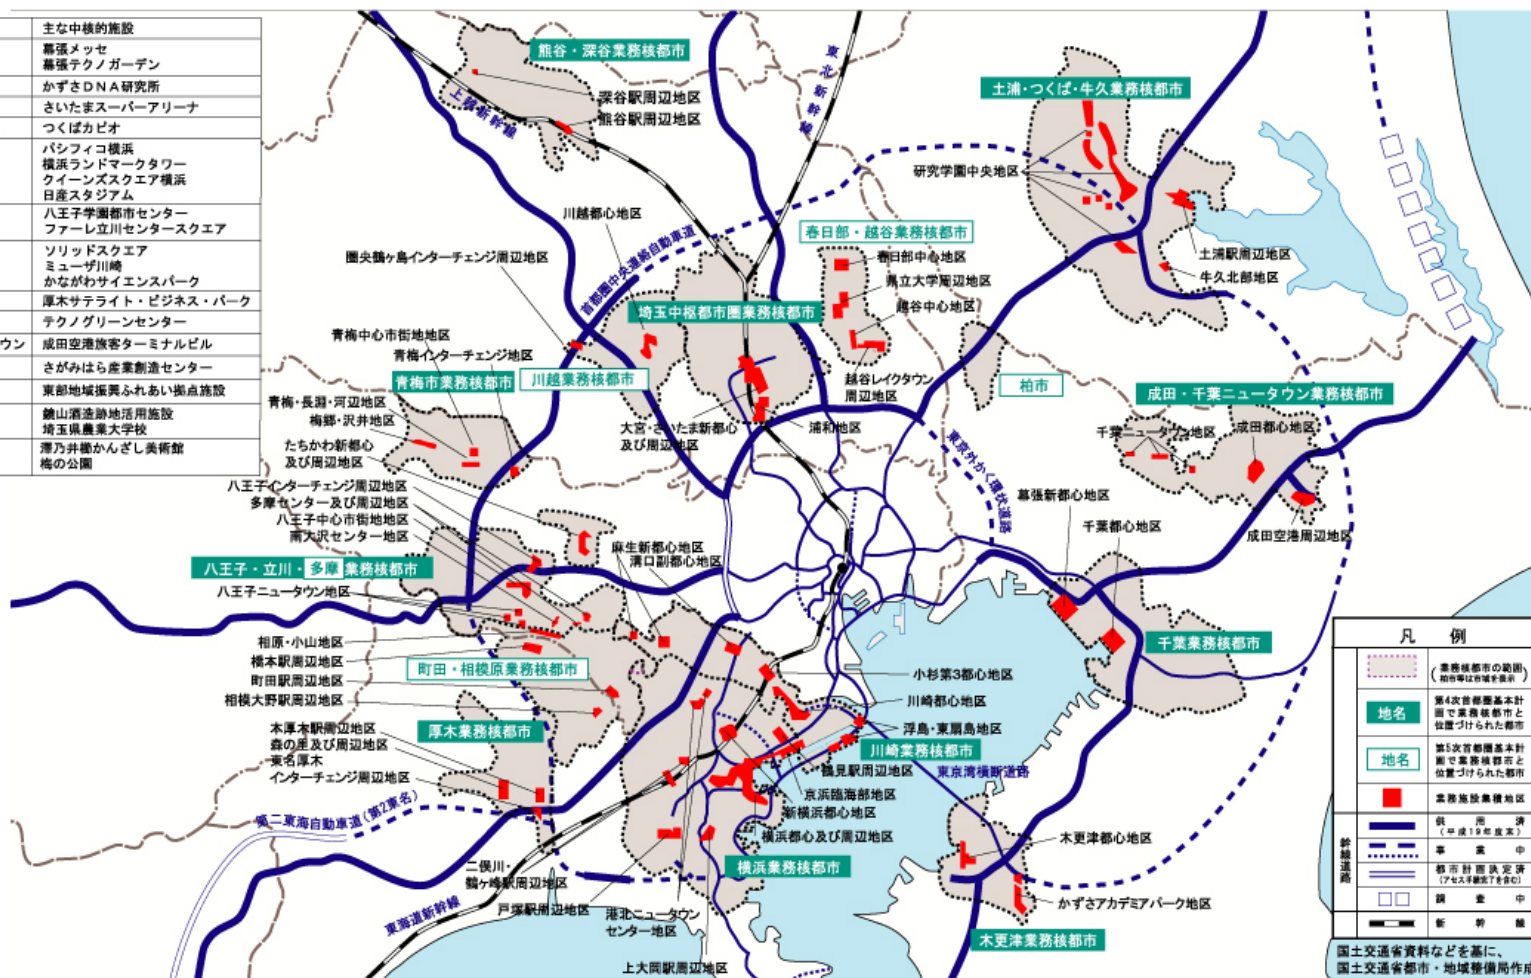 主な中核的施設
幕張メッセ
幕張テクノガーデン
かずさDNA研究所
さいたまスーパーアリーナ
つくばカピオ
パシフィコ横浜
横浜ランドマークタワー
クイーンズスクエア横浜
日産スタジアム
八王子学園都市センター
ファーレ立川センタースクエア
ソリッドスクエア
ミューザ川崎
かながわサイエンスパーク
厚木サテライト・ビジネス・パーク
テクノグリーンセンター
ウン 成田空港旅客ターミナルビル
さがみはら産業創造センター
東部地域振興ふれあい拠点施設
鏡山酒造跡地活用施設
埼玉県農業大学校
澤乃井櫛かんざし美術館
梅の公園
熊谷・深谷業務核都市
深谷駅周辺地区
熊谷駅周辺地区
上越新幹線
東北新幹線
土浦・つくば・牛久業務核都市
研究学園中央地区
土浦駅周辺地区
牛久北部地区
川越都心地区
圏央鶴ヶ島インターチェンジ周辺地区
首都圏中央連絡自動車道
春日部・越谷業務核都市
春日部中心地区
県立大学周辺地区
越谷中心地区
越谷レイクタウン
周辺地区
埼玉中枢都市圏業務核都市
大宮・さいたま新都心
及び周辺地区
浦和地区
柏市
青梅中心市街地地区
青梅インターチェンジ地区
青梅市業務核都市
川越業務核都市
青梅・長淵・河辺地区
梅郷・沢井地区
たちかわ新都心
及び周辺地区
八王子インターチェンジ周辺地区
多摩センター及び周辺地区
八王子中心市街地地区
南大沢センター地区
八王子・立川・多摩業務核都市
八王子ニュータウン地区
麻生新都心地区
溝口副都心地区
成田・千葉ニュータウン業務核都市
千葉ニュータウン地区
成田都心地区
成田空港周辺地区
東京外かく環状道路
幕張新都心地区
千葉都心地区
千葉業務核都市
相原・小山地区
橋本駅周辺地区
町田駅周辺地区
相模大野駅周辺地区
町田・相模原業務核都市
厚木業務核都市
本厚木駅周辺地区
森の里及び周辺地区
東名厚木
インターチェンジ周辺地区
第二東海自動車道(第2東名)
小杉第3都心地区
川崎都心地区
浮島・東扇島地区
川崎業務核都市
鶴見駅周辺地区
東京湾横断道路
京浜臨海部地区
新横浜都心地区
横浜都心及び周辺地区
横浜業務核都市
二俣川・
鶴ヶ峰駅周辺地区
戸塚駅周辺地区
港北ニュータウン
センター地区
上大岡駅周辺地区
東海道新幹線
木更津都心地区
かずさアカデミアパーク地区
木更津業務核都市
凡例
業務核都市の範囲
(柏市等は市域を表示)
地名 第4次首都圏基本計
画で業務核都市と
位置づけられた都市
地名 第5次首都圏基本計
画で業務核都市と
位置づけられた都市
業務施設集積地区
幹線道路
供用済
(平成19年度末)
事業中
都市計画決定済
(アセス手続完了を含む)
調査中
新幹線
国土交通省資料などを基に、
国土交通省都市・地域整備局作成